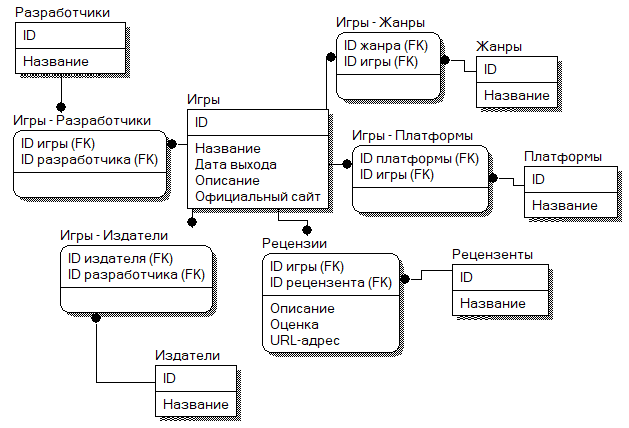 Разработчики
ID
Название
Игры - Разработчики
ID игры (FK)
ID разработчика (FK)
Игры
ID
Название
Дата выхода
Описание
Официальный сайт
Игры - Жанры
ID жанра (FK)
ID игры (FK)
Жанры
ID
Название
Игры - Платформы
ID платформы (FK)
ID игры (FK)
Платформы
ID
Название
Игры - Издатели
ID издателя (FK)
ID разработчика (FK)
Рецензии
ID игры (FK)
ID рецензента (FK)
Описание
Оценка
URL-адрес
Рецензенты
ID
Название
Издатели
ID
Название